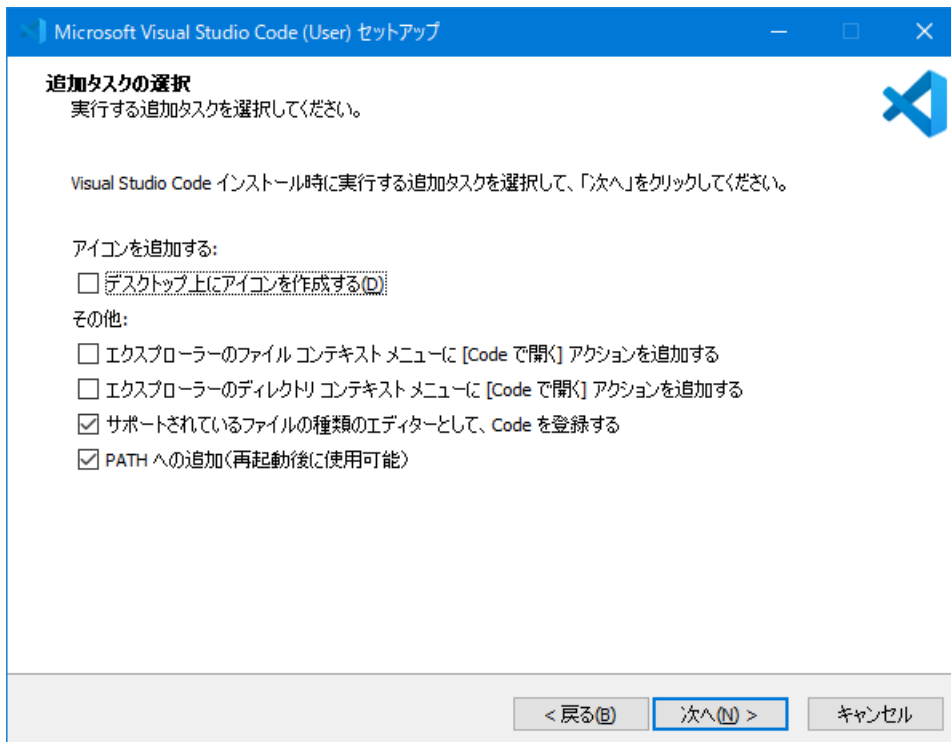 Microsoft Visual Studio Code (User) セットアップ
追加タスクの選択
実行する追加タスクを選択してください。
Visual Studio Code インストール時に実行する追加タスクを選択して、「次へ」をクリックしてください。
アイコンを追加する:
デスクトップ上にアイコンを作成する(D)
その他:
エクスプローラーのファイル コンテキスト メニューに [Code で開く] アクションを追加する
エクスプローラーのディレクトリ コンテキスト メニューに [Code で開く] アクションを追加する
サポートされているファイルの種類のエディターとして、Code を登録する
PATH への追加(再起動後に使用可能)
< 戻る(B) 次へ(N) > キャンセル